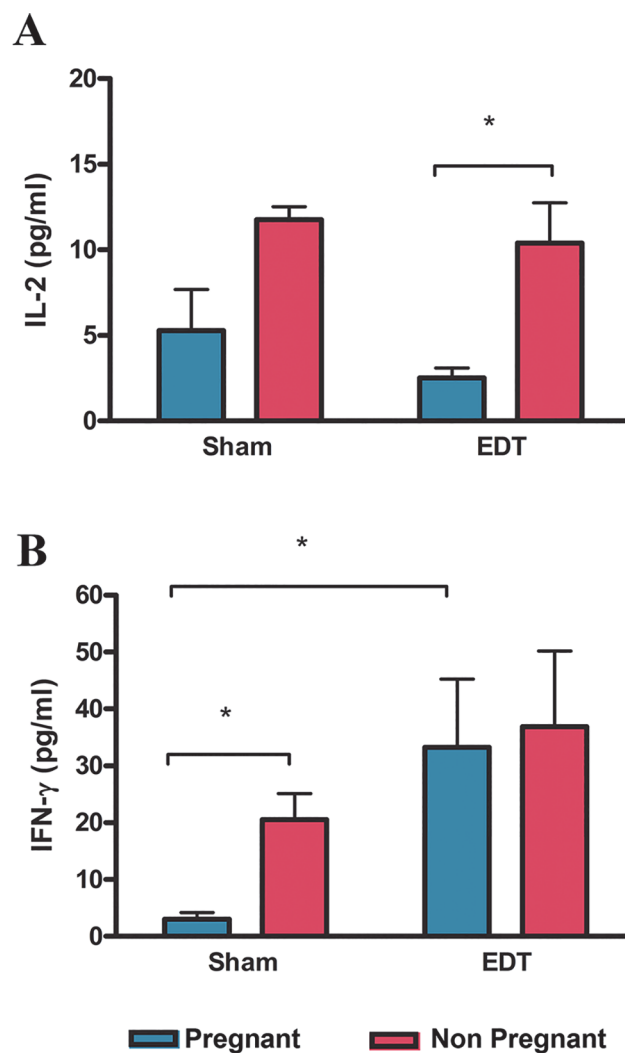 A
IL-2 (pg/ml)
20
15
10
5
0
*
Sham EDT
B
IFN-γ (pg/ml)
60
50
40
30
20
10
0
*
*
Sham EDT
Pregnant Non Pregnant